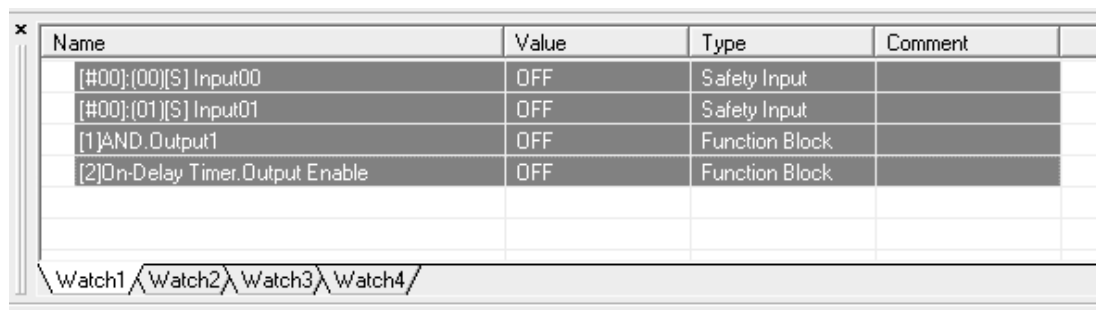 Name Value Type Comment
[#00]:(00)[S] Input00 OFF Safety Input
[#00]:(01)[S] Input01 OFF Safety Input
[1]AND.Output1 OFF Function Block
[2]On-Delay Timer.Output Enable OFF Function Block
Watch1 Watch2 Watch3 Watch4